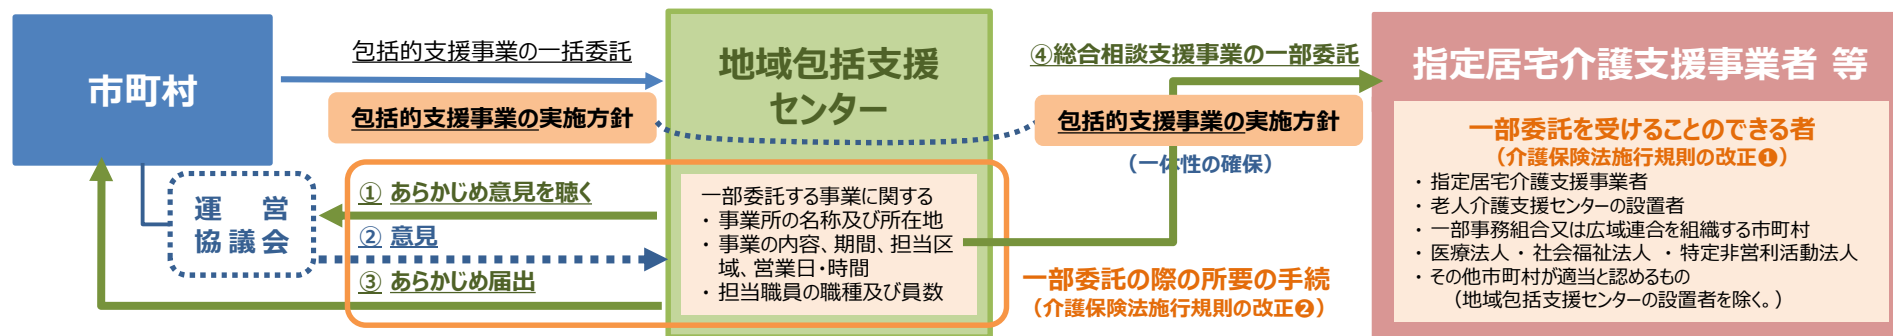 市町村
包括的支援事業の一括委託
包括的支援事業の実施方針
運　営
協議会
① あらかじめ意見を聴く
② 意見
③ あらかじめ届出
地域包括支援
センター
一部委託する事業に関する
・ 事業所の名称及び所在地
・ 事業の内容、期間、担当区
域、営業日・時間
・ 担当職員の職種及び員数
④総合相談支援事業の一部委託
包括的支援事業の実施方針
（一体性の確保）
一部委託の際の所要の手続
（介護保険法施行規則の改正❷）
指定居宅介護支援事業者 等
一部委託を受けることのできる者
（介護保険法施行規則の改正❶）
・ 指定居宅介護支援事業者
・ 老人介護支援センターの設置者
・ 一部事務組合又は広域連合を組織する市町村
・ 医療法人 ・ 社会福祉法人 ・ 特定非営利活動法人
・ その他市町村が適当と認めるもの
（地域包括支援センターの設置者を除く。）